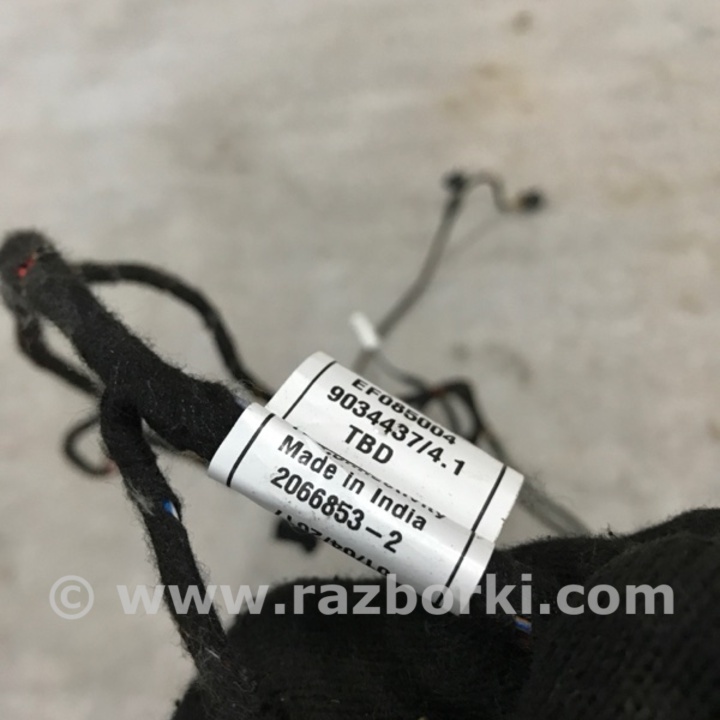 EF085004
9034437/4.1
TBD
Made in India
2066853-2
© www.razborki.com